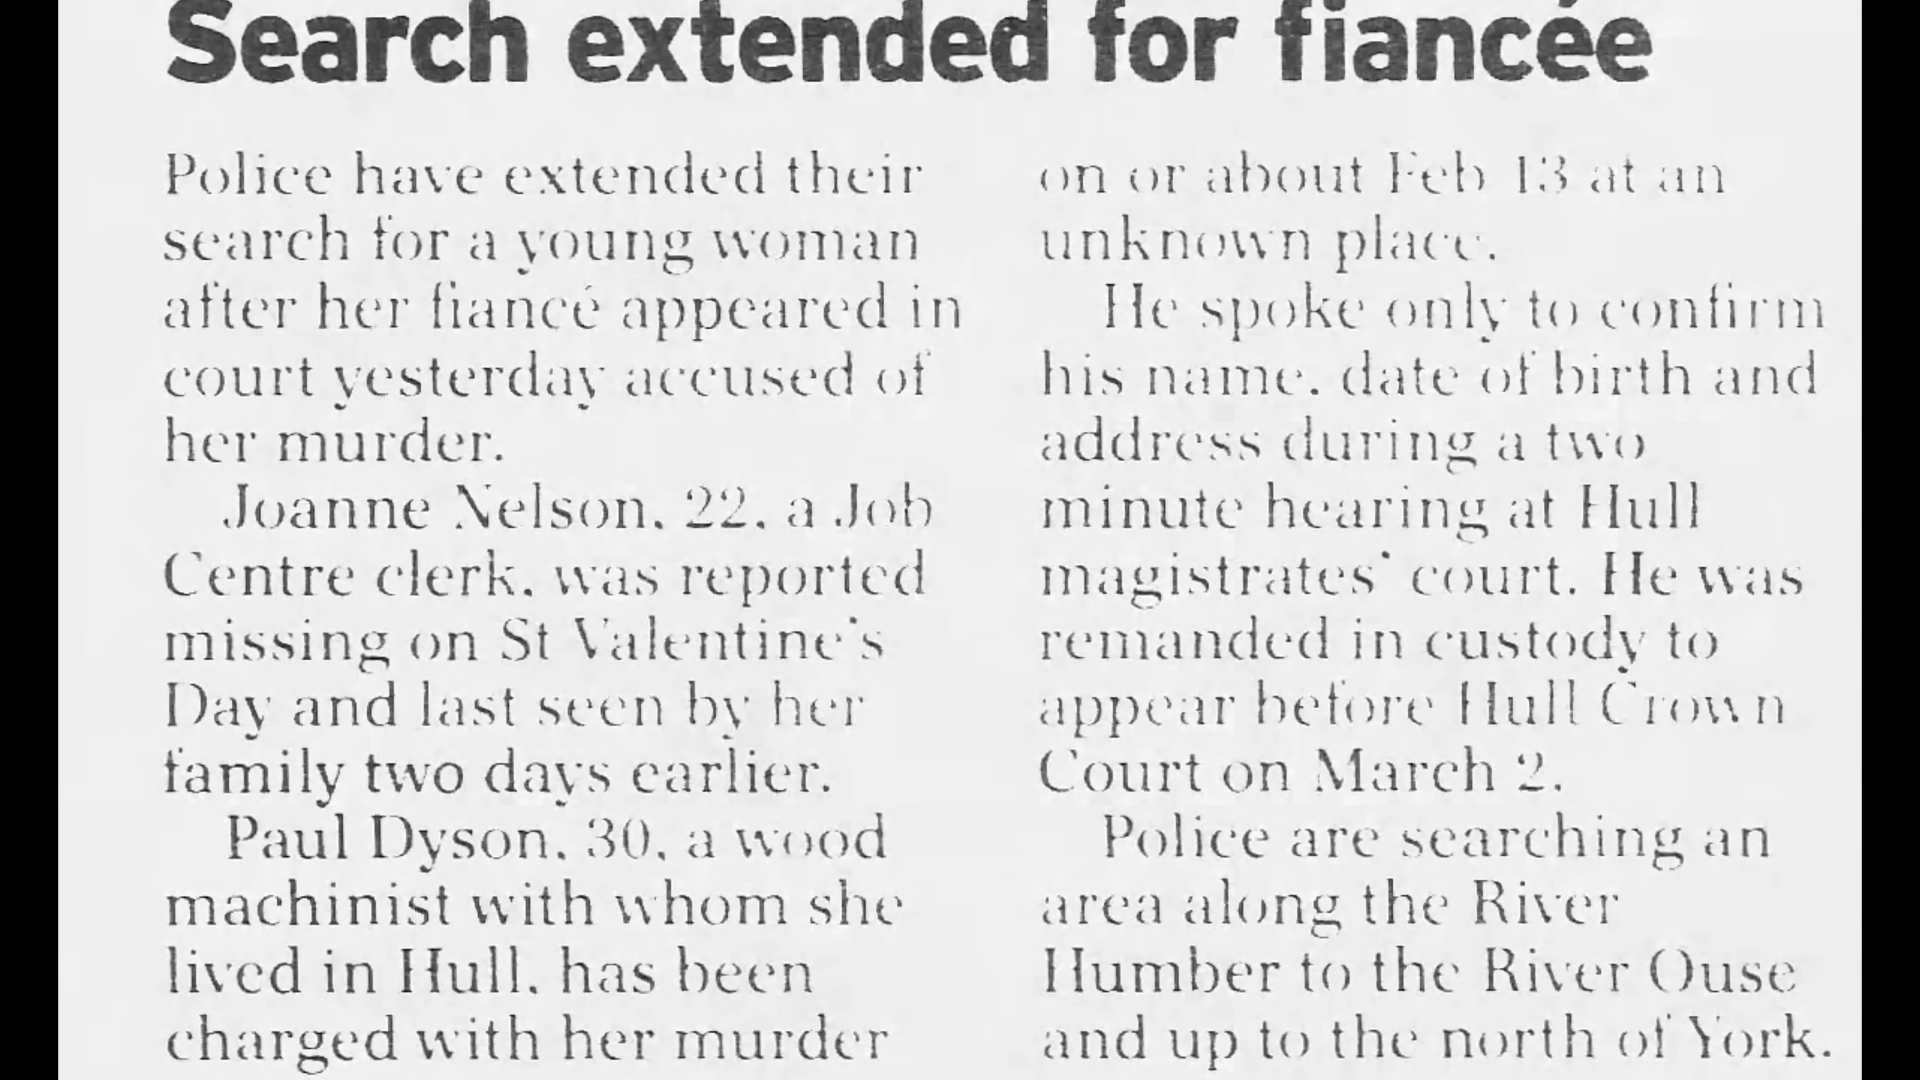 Search extended for fiancée
Police have extended their
search for a young woman
after her fiancé appeared in
court yesterday accused of
her murder.
Joanne Nelson, 22, a Job
Centre clerk, was reported
missing on St Valentine's
Day and last seen by her
family two days earlier.
Paul Dyson, 30, a wood
machinist with whom she
lived in Hull, has been
charged with her murder
on or about Feb 13 at an
unknown place.
He spoke only to confirm
his name, date of birth and
address during a two
minute hearing at Hull
magistrates' court. He was
remanded in custody to
appear before Hull Crown
Court on March 2.
Police are searching an
area along the River
Humber to the River Ouse
and up to the north of York.